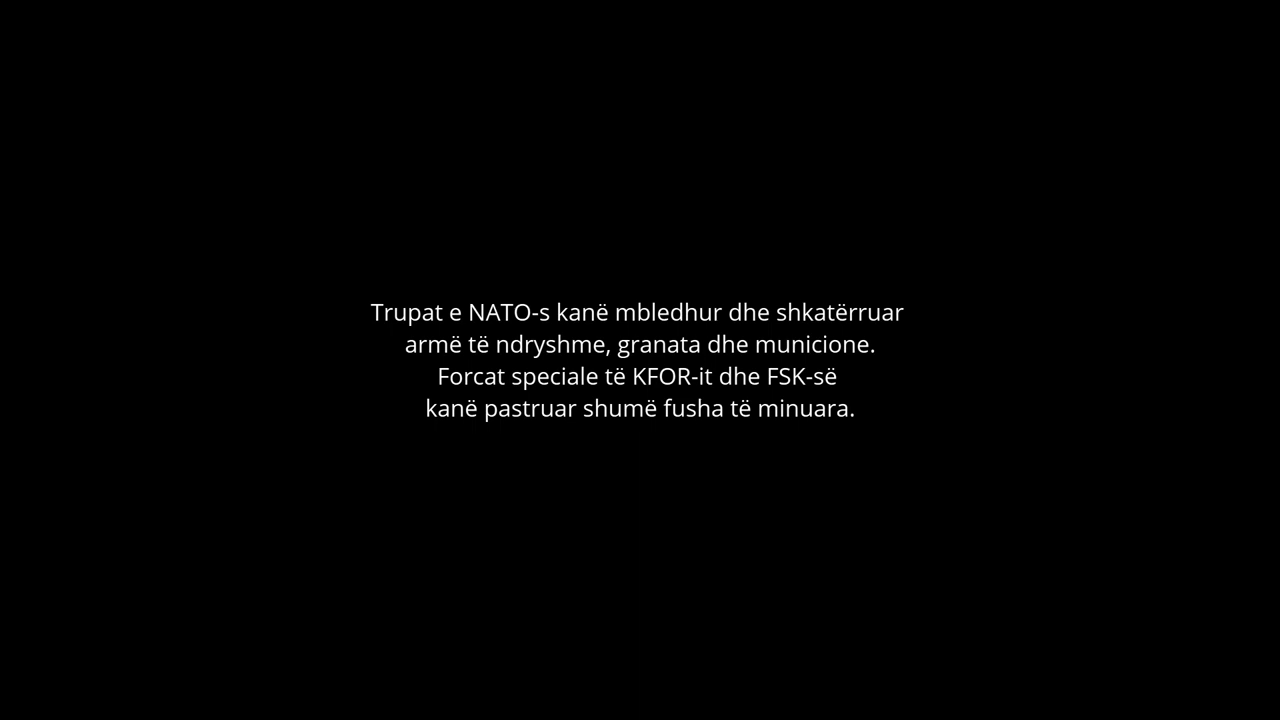 Trupat e NATO-s kanë mbledhur dhe shkatërruar
armë të ndryshme, granata dhe municione.
Forcat speciale të KFOR-it dhe FSK-së
kanë pastruar shumë fusha të minuara.